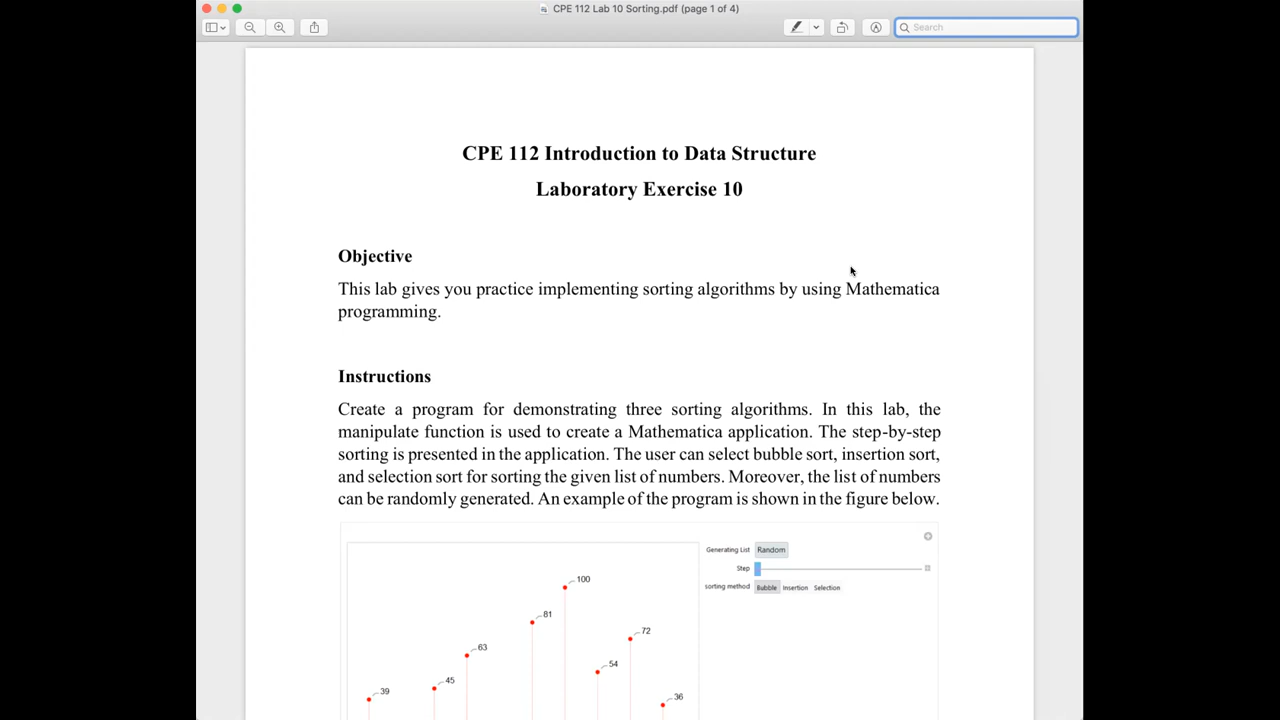 CPE 112 Lab 10 Sorting.pdf (page 1 of 4)
Search
CPE 112 Introduction to Data Structure
Laboratory Exercise 10
Objective
This lab gives you practice implementing sorting algorithms by using Mathematica
programming.
Instructions
Create a program for demonstrating three sorting algorithms. In this lab, the
manipulate function is used to create a Mathematica application. The step-by-step
sorting is presented in the application. The user can select bubble sort, insertion sort,
and selection sort for sorting the given list of numbers. Moreover, the list of numbers
can be randomly generated. An example of the program is shown in the figure below.
Generating List Random
Step
sorting method Bubble Insertion Selection
100
81
72
63
54
45
39
36